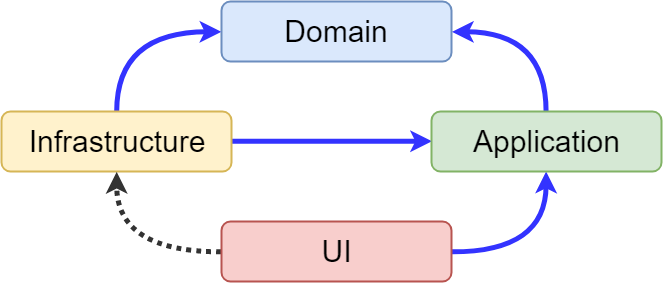 Domain
Infrastructure
Application
UI